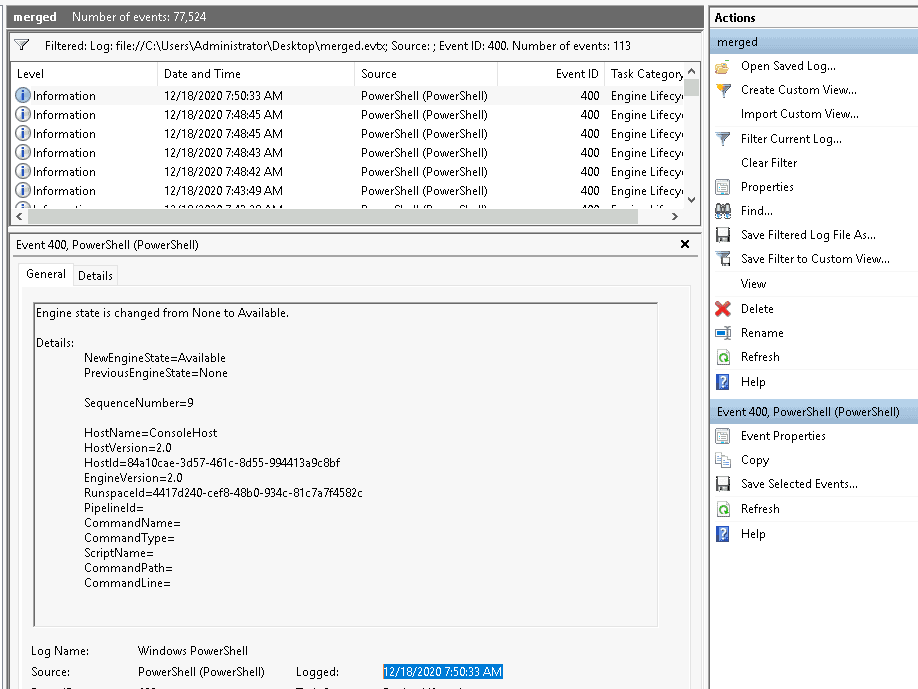 merged Number of events: 77,524
Filtered: Log: file://C:\Users\Administrator\Desktop\merged.evtx; Source: ; Event ID: 400. Number of events: 113
Level Date and Time Source Event ID Task Category
Information 12/18/2020 7:50:33 AM PowerShell (PowerShell) 400 Engine Lifecy
Information 12/18/2020 7:48:45 AM PowerShell (PowerShell) 400 Engine Lifecy
Information 12/18/2020 7:48:45 AM PowerShell (PowerShell) 400 Engine Lifecy
Information 12/18/2020 7:48:43 AM PowerShell (PowerShell) 400 Engine Lifecy
Information 12/18/2020 7:48:42 AM PowerShell (PowerShell) 400 Engine Lifecy
Information 12/18/2020 7:43:49 AM PowerShell (PowerShell) 400 Engine Lifecy
Event 400, PowerShell (PowerShell)
General Details
Engine state is changed from None to Available.
Details:
NewEngineState=Available
PreviousEngineState=None
SequenceNumber=9
HostName=ConsoleHost
HostVersion=2.0
HostId=84a10cae-3d57-461c-8d55-994413a9c8bf
EngineVersion=2.0
RunspaceId=4417d240-cef8-48b0-934c-81c7a7f4582c
PipelineId=
CommandName=
CommandType=
ScriptName=
CommandPath=
CommandLine=
Log Name: Windows PowerShell
Source: PowerShell (PowerShell) Logged: 12/18/2020 7:50:33 AM
Actions
merged
Open Saved Log...
Create Custom View...
Import Custom View...
Filter Current Log...
Clear Filter
Properties
Find...
Save Filtered Log File As...
Save Filter to Custom View...
View
Delete
Rename
Refresh
Help
Event 400, PowerShell (PowerShell)
Event Properties
Copy
Save Selected Events...
Refresh
Help